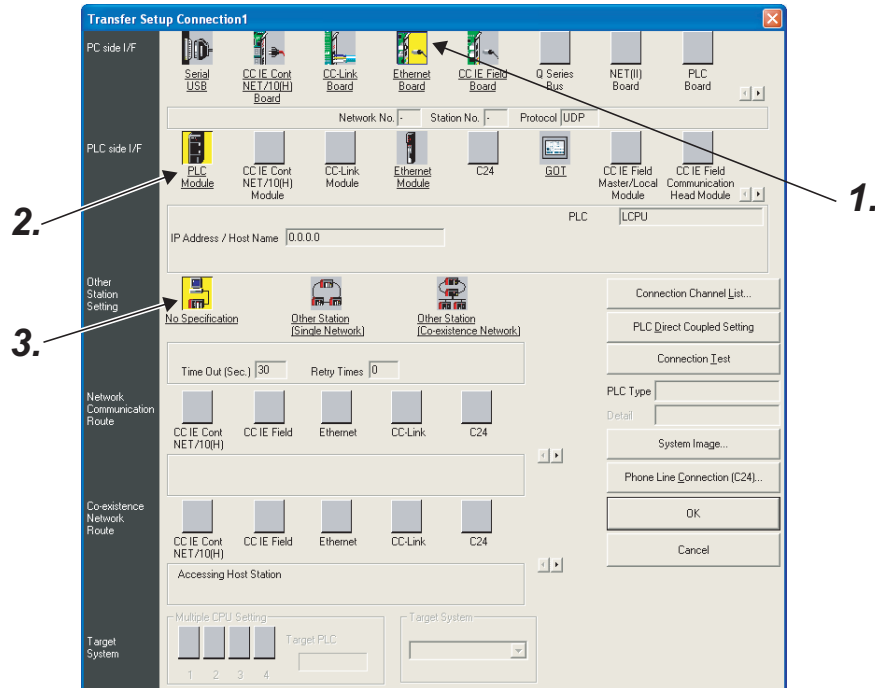 Transfer Setup Connection1
PC side I/F
Serial
USB
CC IE Cont
NET/10(H)
Board
CC-Link
Board
Ethernet
Board
CC IE Field
Board
Q Series
Bus
NET(II)
Board
PLC
Board
1.
Network No. - Station No. - Protocol UDP
PLC side I/F
PLC
Module
CC IE Cont
NET/10(H)
Module
CC-Link
Module
Ethernet
Module
C24
GOT
CC IE Field
Master/Local
Module
CC IE Field
Communication
Head Module
2.
PLC LCPU
IP Address / Host Name 0.0.0.0
Other
Station
Setting
No Specification
Other Station
(Single Network)
Other Station
(Co-existence Network)
3.
Time Out (Sec.) 30 Retry Times 0
Connection Channel List...
PLC Direct Coupled Setting
Connection Test
PLC Type
Detail
System Image...
Phone Line Connection (C24)...
OK
Cancel
Network
Communication
Route
CC IE Cont
NET/10(H)
CC IE Field
Ethernet
CC-Link
C24
Co-existence
Network
Route
CC IE Cont
NET/10(H)
CC IE Field
Ethernet
CC-Link
C24
Accessing Host Station
Target
System
Multiple CPU Setting
1 2 3 4
Target PLC
Target System